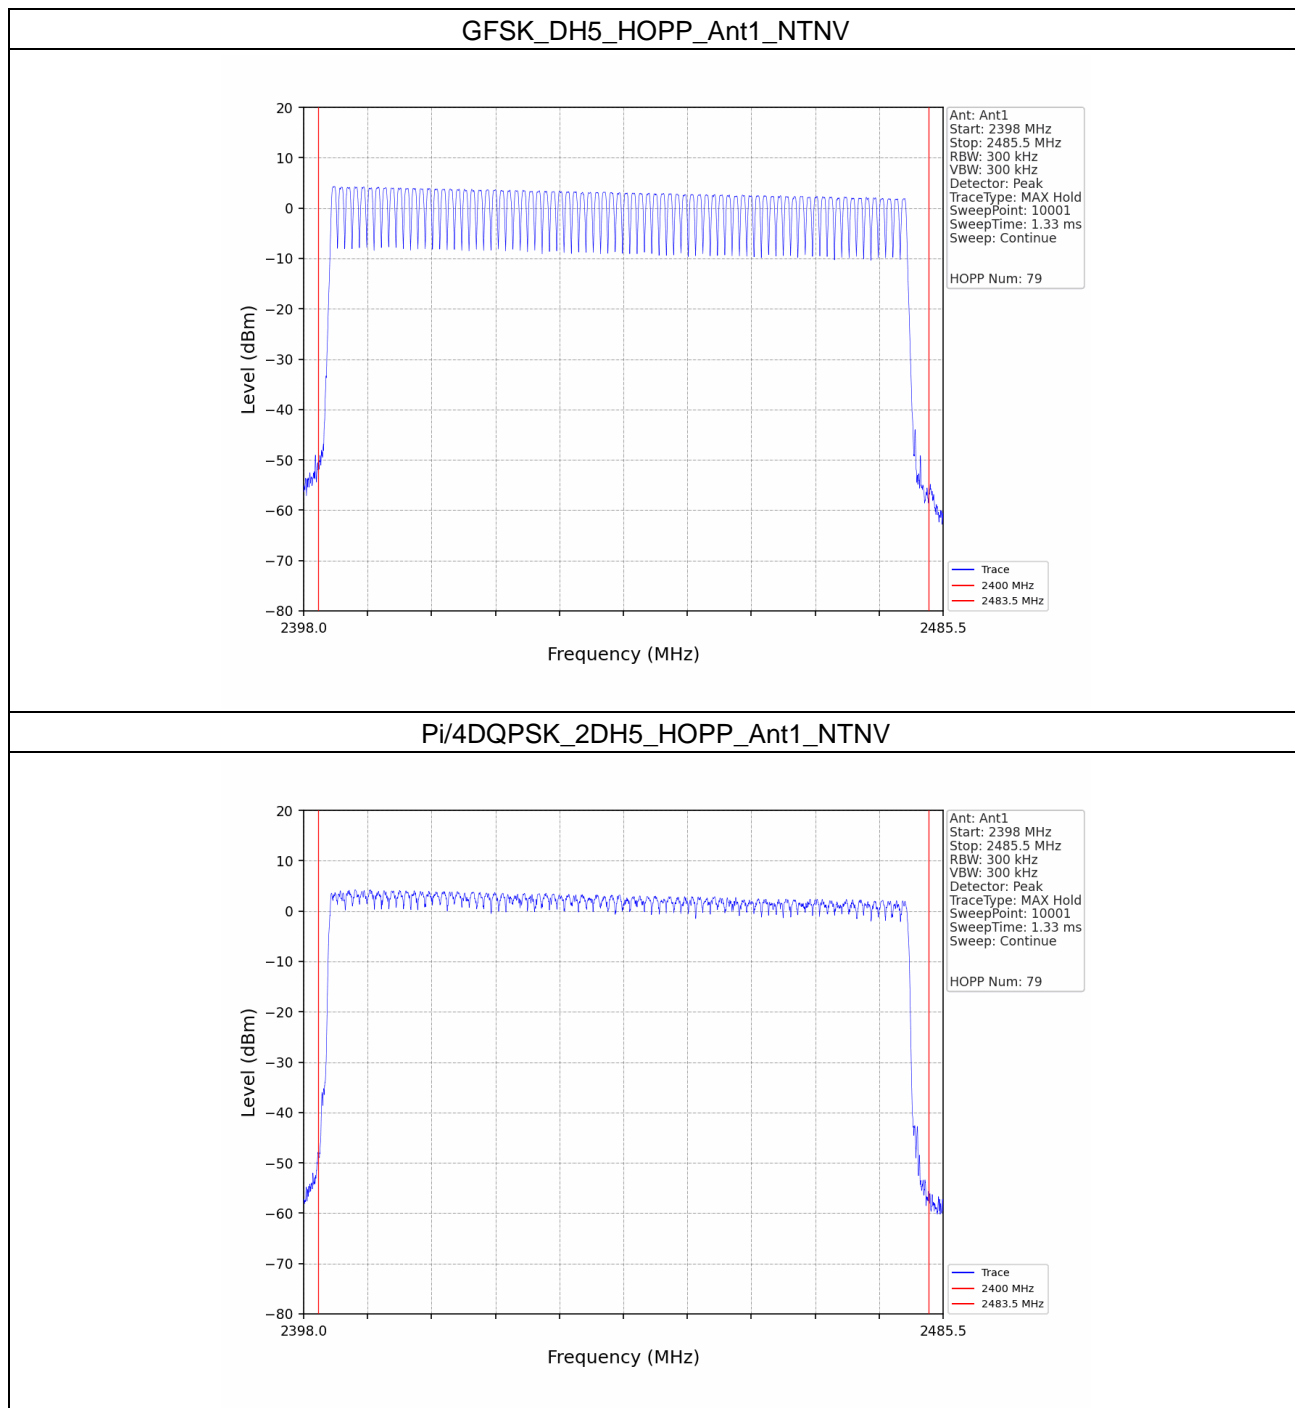 GFSK_DH5_HOPP_Ant1_NTNV
20
10
0
−10
−20
−30
−40
−50
−60
−70
−80
Level (dBm)
2398.0
2485.5
Frequency (MHz)
Ant: Ant1
Start: 2398 MHz
Stop: 2485.5 MHz
RBW: 300 kHz
VBW: 300 kHz
Detector: Peak
TraceType: MAX Hold
SweepPoint: 10001
SweepTime: 1.33 ms
Sweep: Continue
HOPP Num: 79
Trace
2400 MHz
2483.5 MHz
Pi/4DQPSK_2DH5_HOPP_Ant1_NTNV
20
10
0
−10
−20
−30
−40
−50
−60
−70
−80
Level (dBm)
2398.0
2485.5
Frequency (MHz)
Ant: Ant1
Start: 2398 MHz
Stop: 2485.5 MHz
RBW: 300 kHz
VBW: 300 kHz
Detector: Peak
TraceType: MAX Hold
SweepPoint: 10001
SweepTime: 1.33 ms
Sweep: Continue
HOPP Num: 79
Trace
2400 MHz
2483.5 MHz